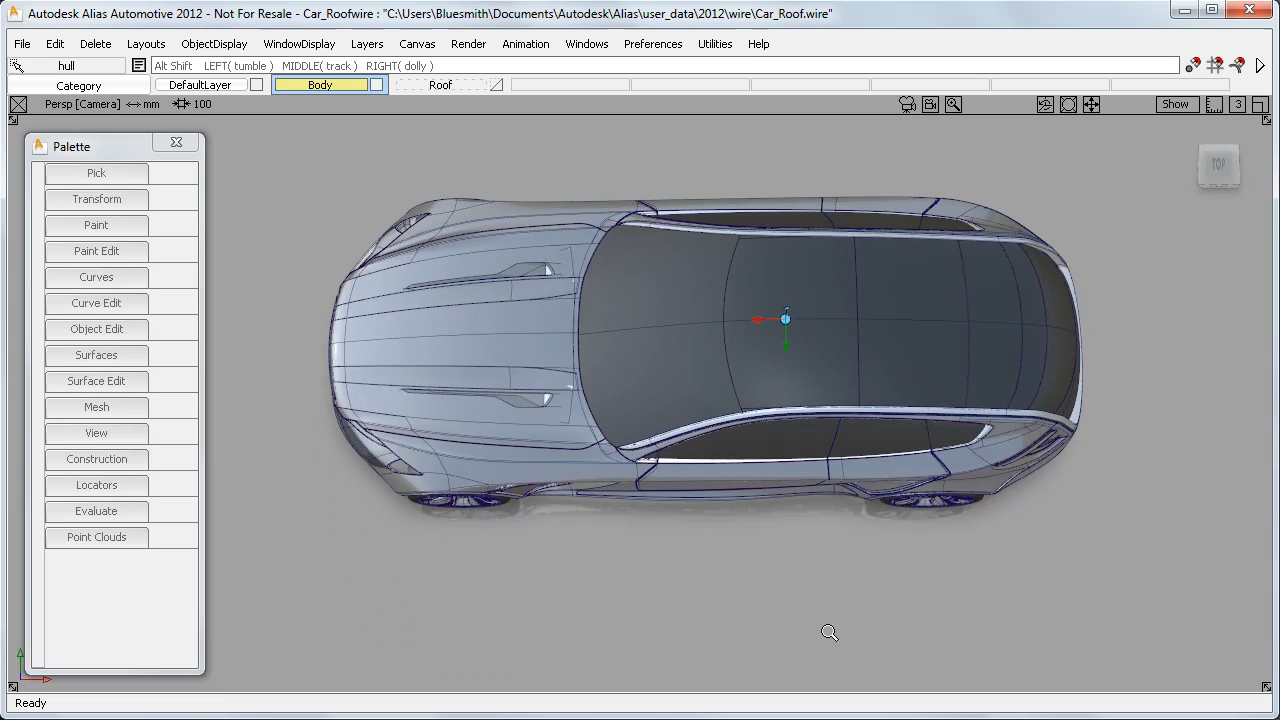 Autodesk Alias Automotive 2012 - Not For Resale - Car_Roofwire : "C:\Users\Bluesmith\Documents\Autodesk\Alias\user_data\2012\wire\Car_Roof.wire"
File Edit Delete Layouts ObjectDisplay WindowDisplay Layers Canvas Render Animation Windows Preferences Utilities Help
hull Alt Shift LEFT( tumble ) MIDDLE( track ) RIGHT( dolly )
Category DefaultLayer Body Roof
Persp [Camera] mm 100 Show 3
Palette
Pick
Transform
Paint
Paint Edit
Curves
Curve Edit
Object Edit
Surfaces
Surface Edit
Mesh
View
Construction
Locators
Evaluate
Point Clouds
TOP
Ready